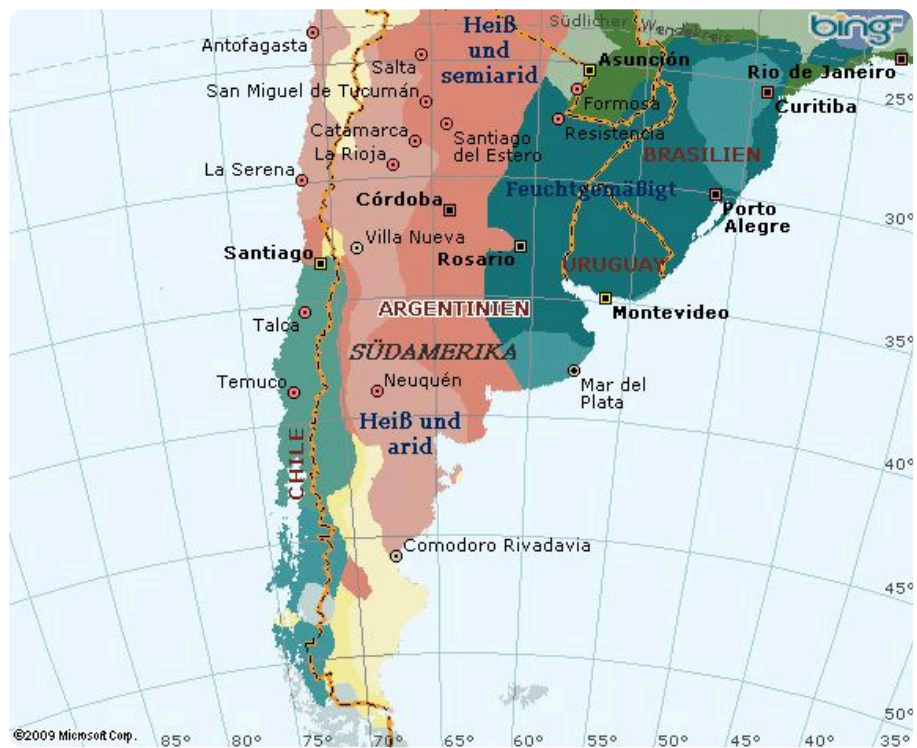 Südlicher Wendekreis
bing
Heiß
und
semiarid
Antofagasta
Salta
Asunción
Rio de Janeiro
San Miguel de Tucumán
Formosa
Curitiba
25°
Catamarca
Santiago
del Estero
Resistencia
La Rioja
BRASILIEN
La Serena
Feuchtgemäßigt
Córdoba
Porto
Alegre
30°
Villa Nueva
Santiago
Rosario
URUGUAY
ARGENTINIEN
Montevideo
Talca
35°
SÜDAMERIKA
Temuco
Neuquén
Mar del
Plata
Heiß und
arid
CHILE
40°
Comodoro Rivadavia
45°
50°
©2009 Microsoft Corp.
85°
80°
75°
70°
65°
60°
55°
50°
45°
40°
35°